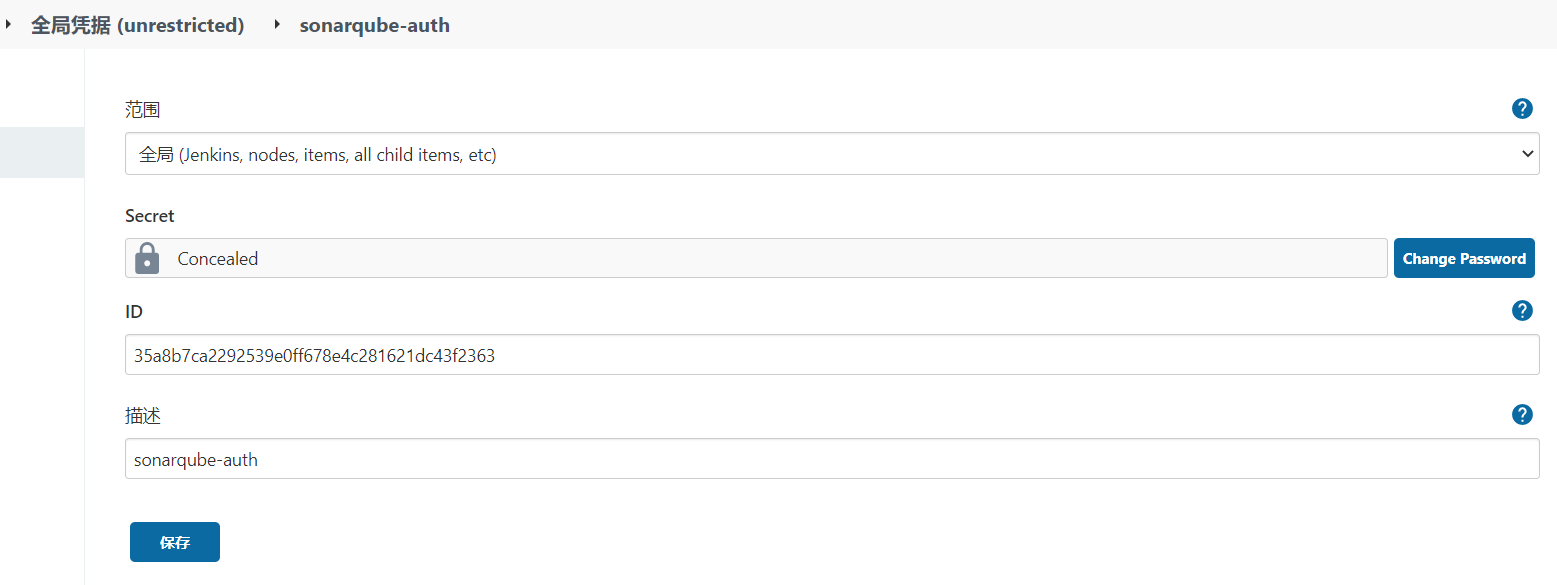 全局凭据 (unrestricted) sonarqube-auth
范围
全局 (Jenkins, nodes, items, all child items, etc)
Secret
Concealed Change Password
ID
35a8b7ca2292539e0ff678e4c281621dc43f2363
描述
sonarqube-auth
保存